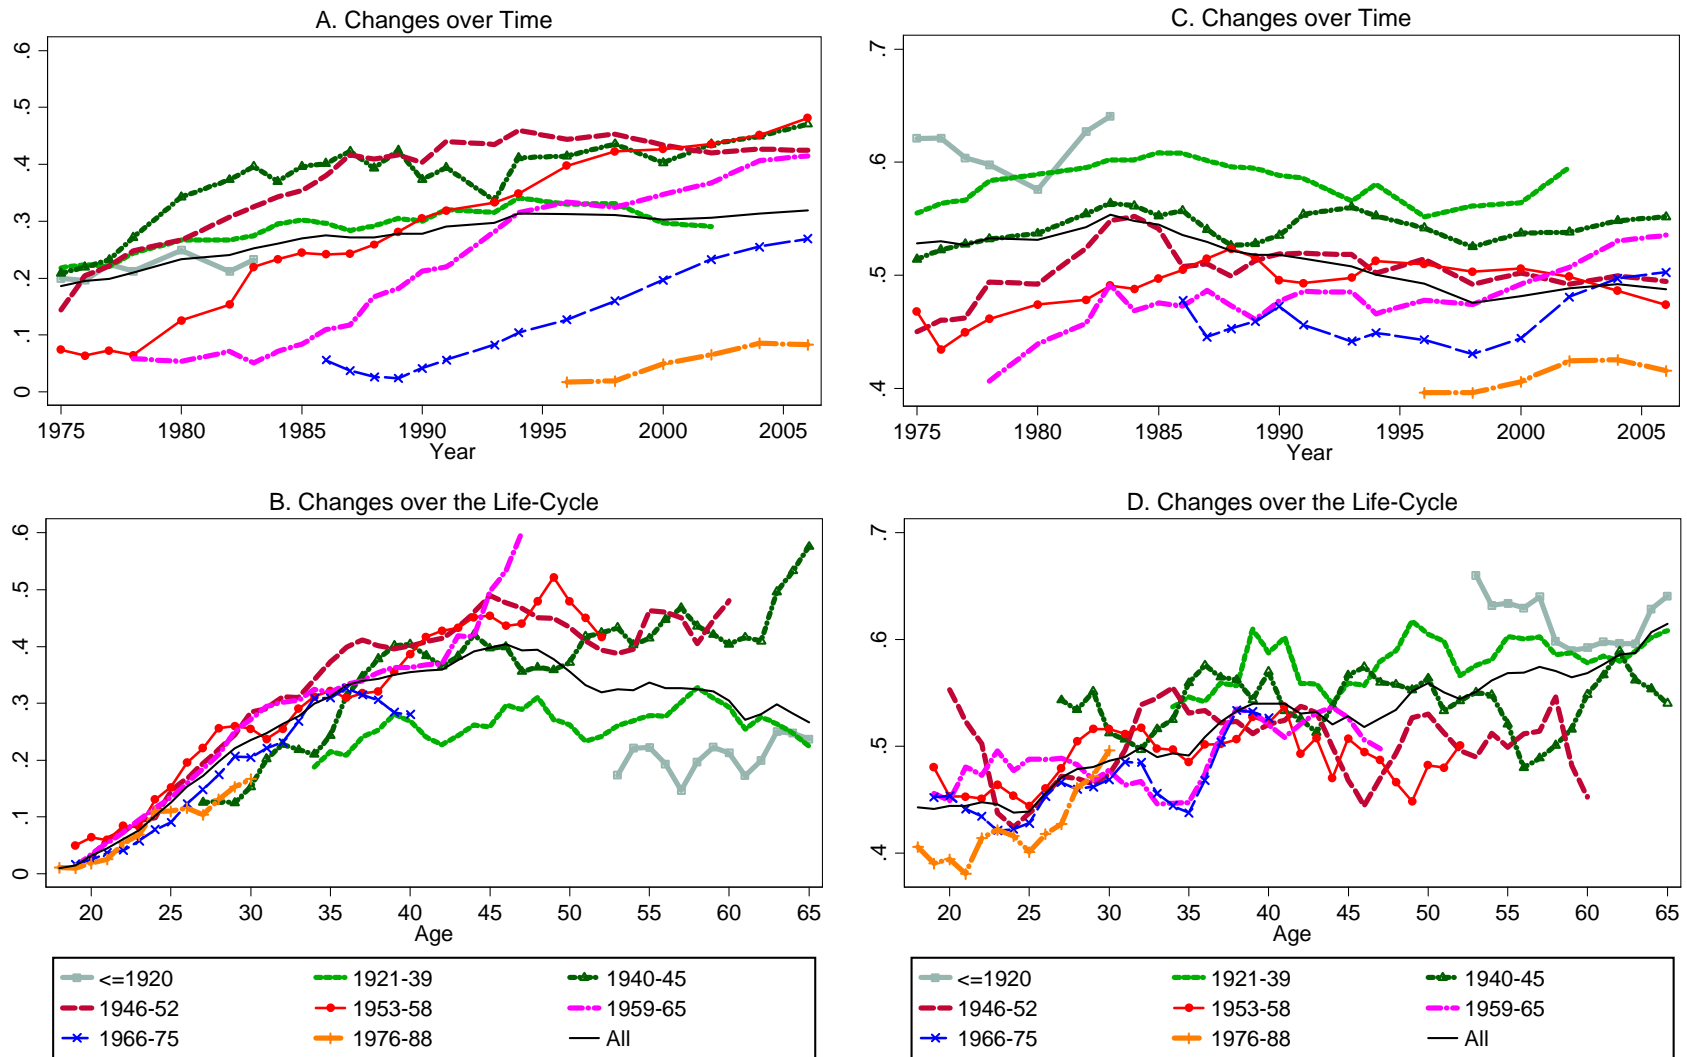 A. Changes over Time
.6
.5
.4
.3
.2
.1
0
1975 1980 1985 1990 1995 2000 2005
Year
C. Changes over Time
.7
.6
.5
.4
1975 1980 1985 1990 1995 2000 2005
Year
B. Changes over the Life-Cycle
.6
.5
.4
.3
.2
.1
0
20 25 30 35 40 45 50 55 60 65
Age
D. Changes over the Life-Cycle
.7
.6
.5
.4
20 25 30 35 40 45 50 55 60 65
Age
<=1920 1921-39 1940-45
1946-52 1953-58 1959-65
1966-75 1976-88 All
<=1920 1921-39 1940-45
1946-52 1953-58 1959-65
1966-75 1976-88 All